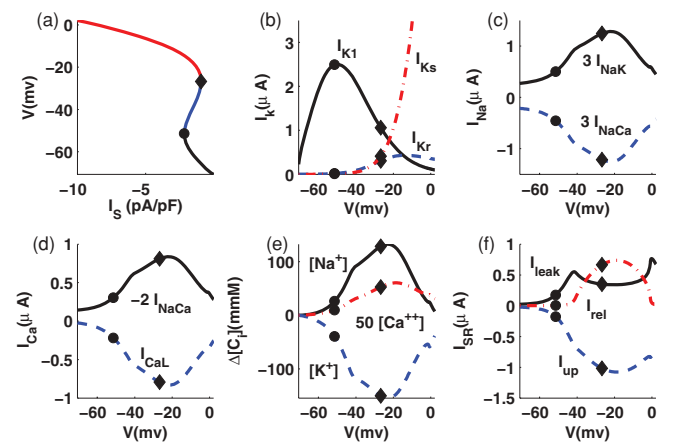 (a)
V(mv)
0
−20
−40
−60
−10
−5
I_S (pA/pF)
(b)
I_k(μ A)
3
2
1
0
I_K1
I_Ks
I_Kr
−60
−40
−20
0
V(mv)
(c)
I_Na(μ A)
1
0
−1
3 I_NaK
3 I_NaCa
−60
−40
−20
0
V(mv)
(d)
I_Ca(μ A)
1
0.5
0
−0.5
−1
−2 I_NaCa
I_CaL
−60
−40
−20
0
V(mv)
(e)
Δ[C_i](mmM)
100
0
−100
[Na⁺]
50 [Ca⁺⁺]
[K⁺]
−60
−40
−20
0
V(mv)
(f)
I_SR(μ A)
1
0.5
0
−0.5
−1
−1.5
I_leak
I_rel
I_up
−60
−40
−20
0
V(mv)